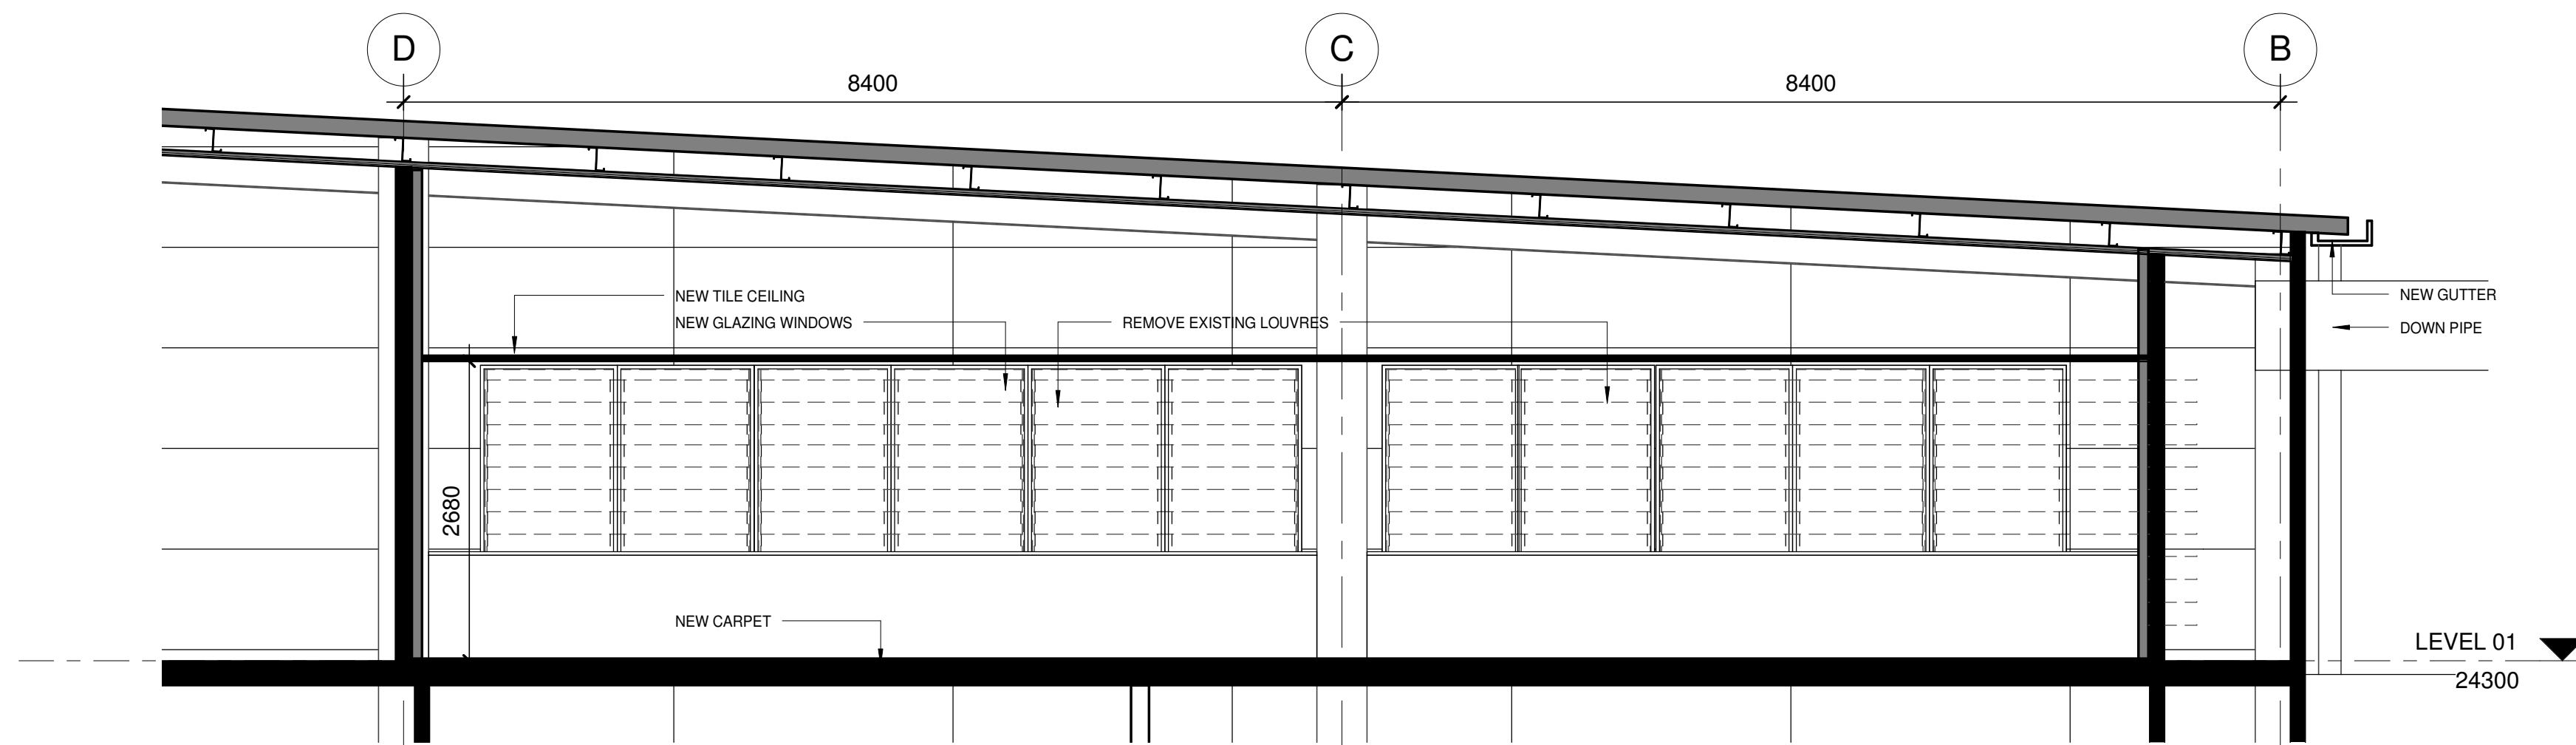 D
C
B
8400
8400
NEW TILE CEILING
NEW GLAZING WINDOWS
REMOVE EXISTING LOUVRES
NEW GUTTER
DOWN PIPE
2680
NEW CARPET
LEVEL 01
24300